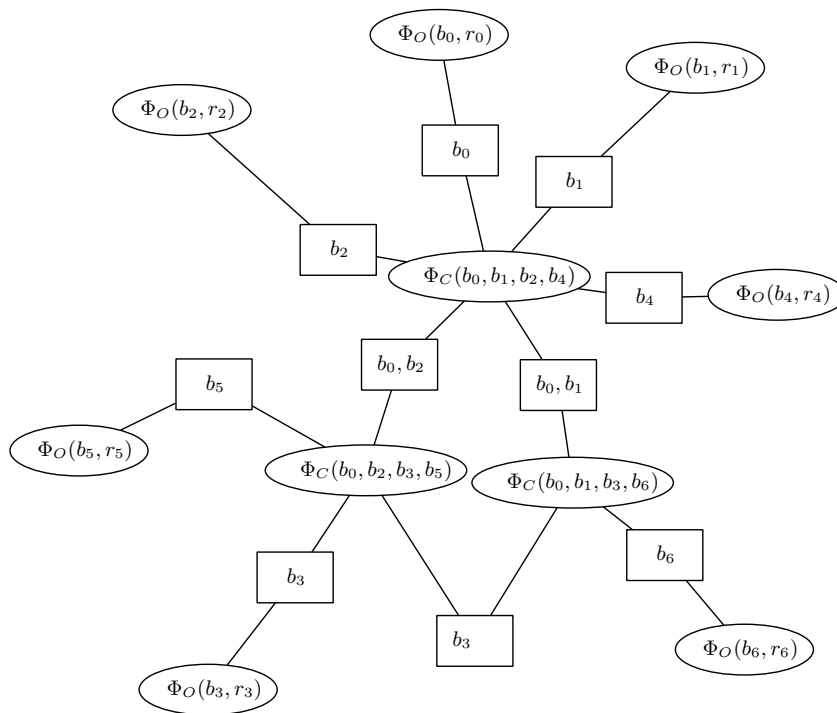 Φ_O(b_0, r_0)
Φ_O(b_1, r_1)
Φ_O(b_2, r_2)
b_0
b_1
b_2
Φ_C(b_0, b_1, b_2, b_4)
b_4
Φ_O(b_4, r_4)
b_0, b_2
b_5
b_0, b_1
Φ_O(b_5, r_5)
Φ_C(b_0, b_2, b_3, b_5)
Φ_C(b_0, b_1, b_3, b_6)
b_6
b_3
b_3
Φ_O(b_6, r_6)
Φ_O(b_3, r_3)